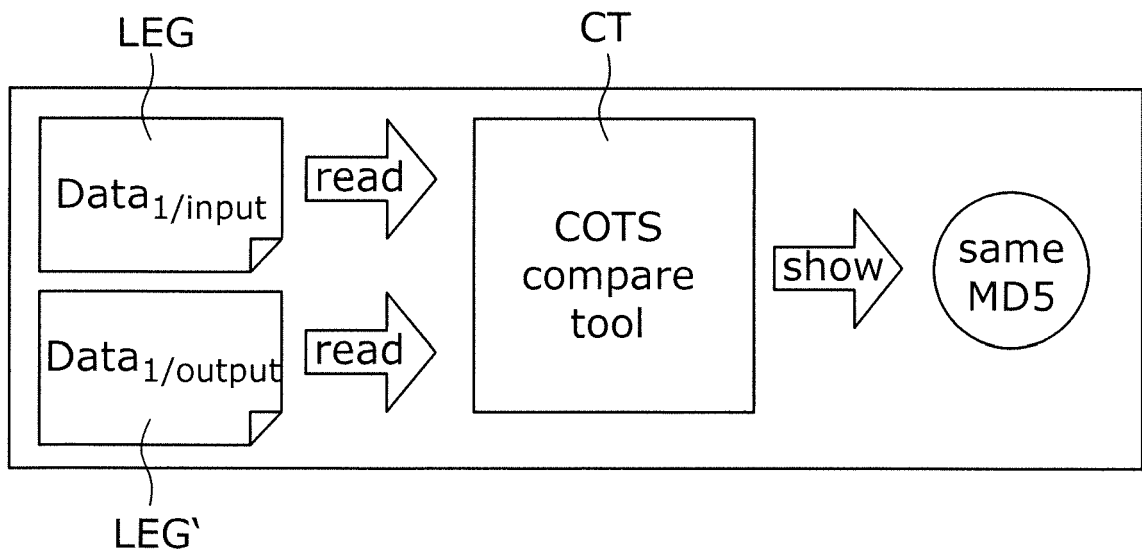 LEG
CT
Data1/input
read
COTS
compare
tool
show
same
MD5
Data1/output
read
LEG‘